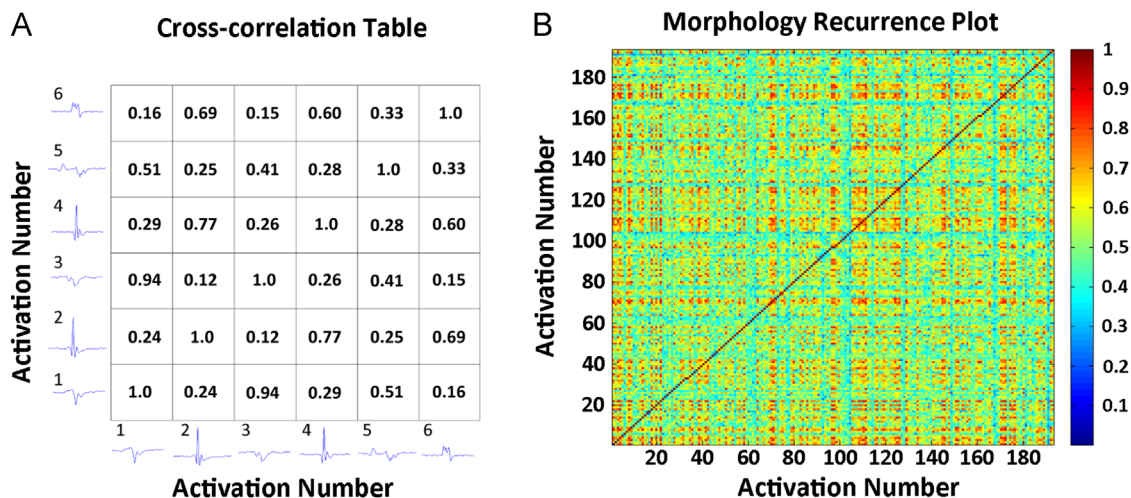 A
Cross-correlation Table
Activation Number
6
0.16 0.69 0.15 0.60 0.33 1.0
5
0.51 0.25 0.41 0.28 1.0 0.33
4
0.29 0.77 0.26 1.0 0.28 0.60
3
0.94 0.12 1.0 0.26 0.41 0.15
2
0.24 1.0 0.12 0.77 0.25 0.69
1
1.0 0.24 0.94 0.29 0.51 0.16
1 2 3 4 5 6
Activation Number
B
Morphology Recurrence Plot
Activation Number
180
160
140
120
100
80
60
40
20
20 40 60 80 100 120 140 160 180
Activation Number
1
0.9
0.8
0.7
0.6
0.5
0.4
0.3
0.2
0.1